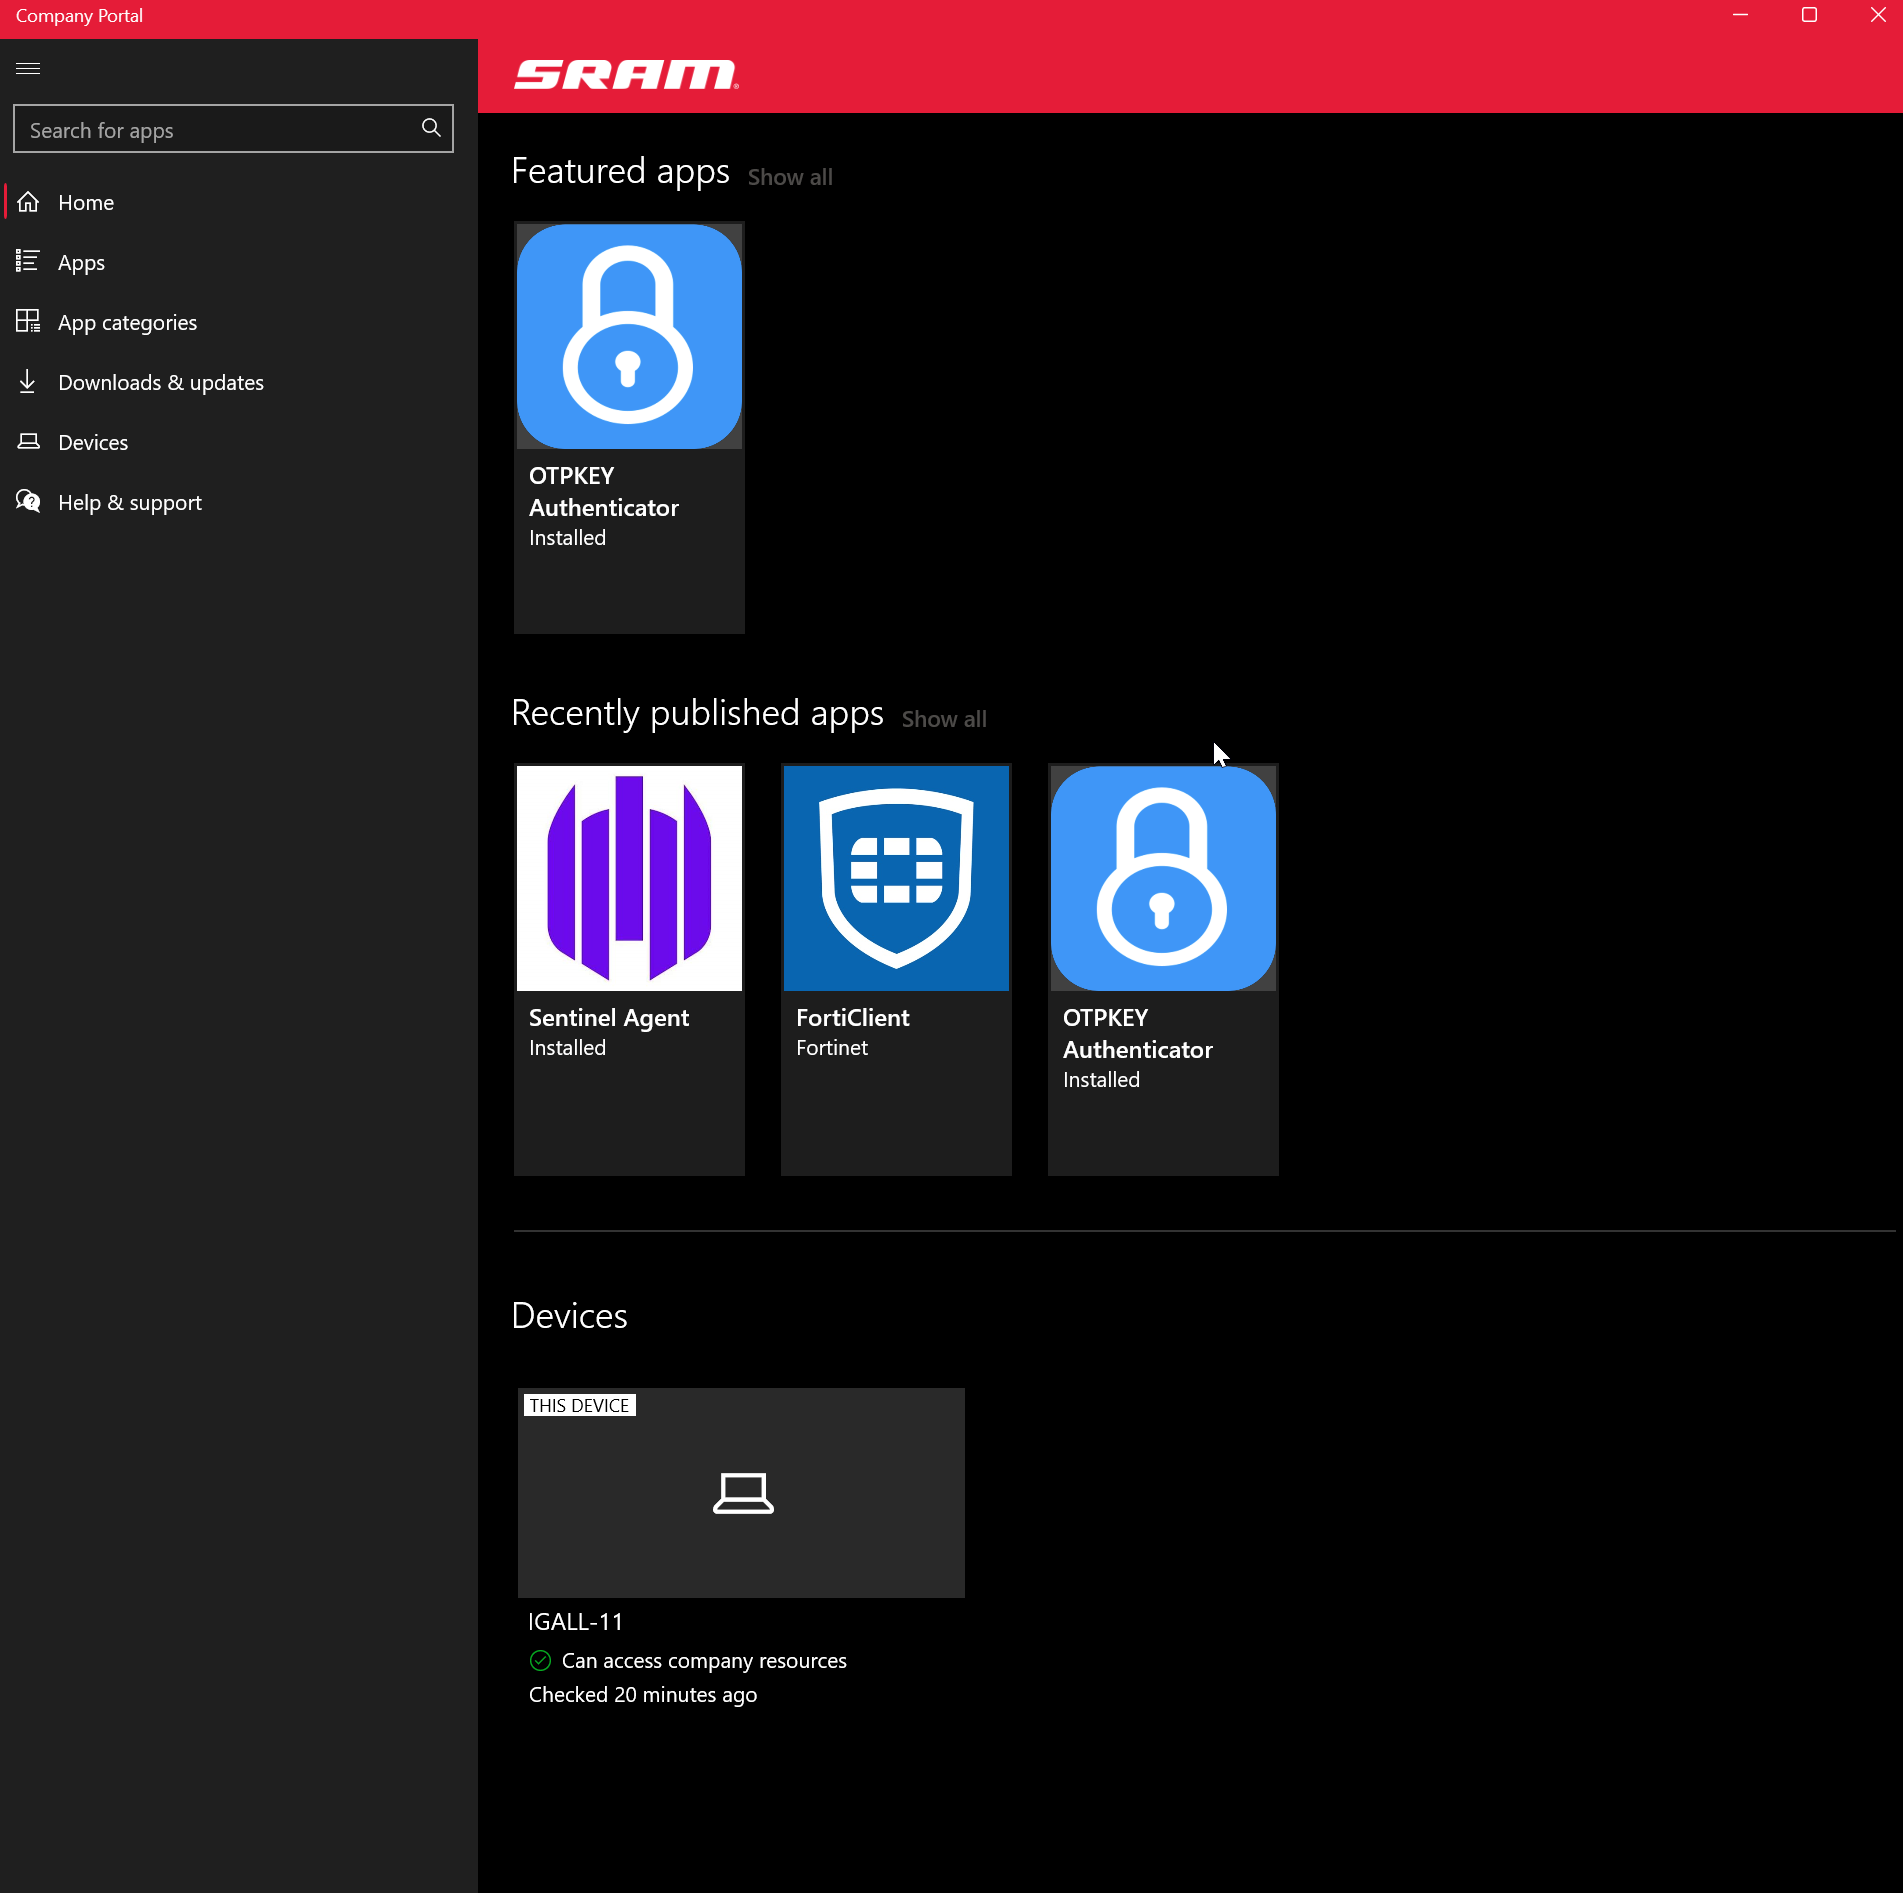 Company Portal
SRAM
Search for apps
Home
Apps
App categories
Downloads & updates
Devices
Help & support
Featured apps Show all
OTPKEY
Authenticator
Installed
Recently published apps Show all
Sentinel Agent
Installed
FortiClient
Fortinet
OTPKEY
Authenticator
Installed
Devices
THIS DEVICE
IGALL-11
Can access company resources
Checked 20 minutes ago